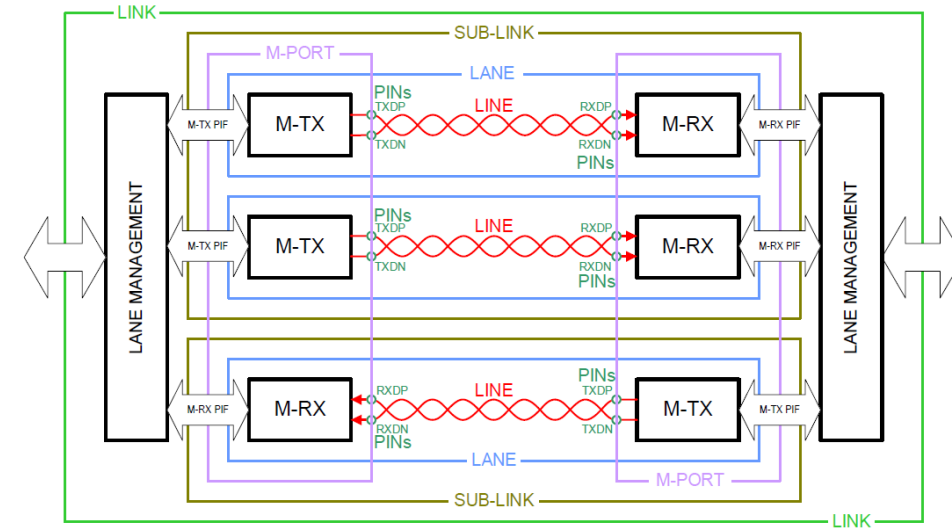 LINK
SUB-LINK
M-PORT
LANE
PINs
TXDP
LINE
RXDP
M-TX PIF
M-TX
M-RX
M-RX PIF
TXDN
RXDN
PINs
LANE MANAGEMENT
LANE MANAGEMENT
PINs
TXDP
LINE
RXDP
M-TX PIF
M-TX
M-RX
M-RX PIF
TXDN
RXDN
PINs
PINs
RXDP
LINE
TXDP
M-RX PIF
M-RX
M-TX
M-TX PIF
RXDN
TXDN
PINs
LANE
M-PORT
SUB-LINK
LINK